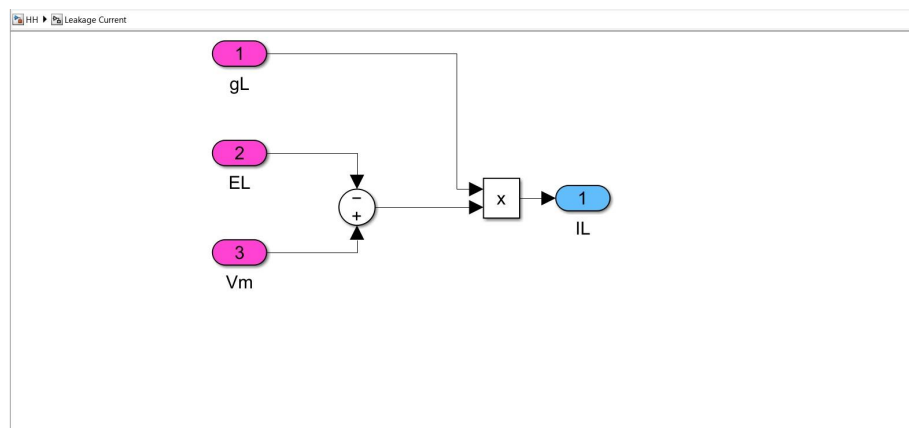 HH Leakage Current
1
gL
2
EL
−
+
x
1
IL
3
Vm